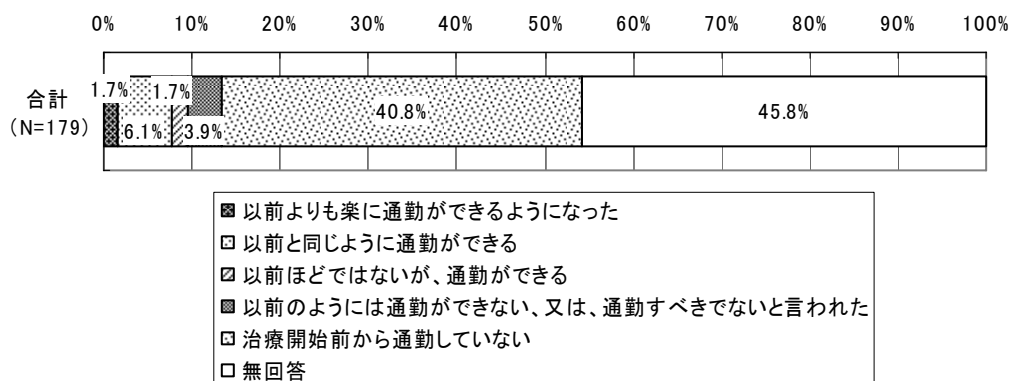 0% 10% 20% 30% 40% 50% 60% 70% 80% 90% 100%
合計
(N=179)
1.7% 1.7%
6.1% 3.9% 40.8% 45.8%
以前よりも楽に通勤ができるようになった
以前と同じように通勤ができる
以前ほどではないが、通勤ができる
以前のようには通勤ができない、又は、通勤すべきでないと言われた
治療開始前から通勤していない
無回答